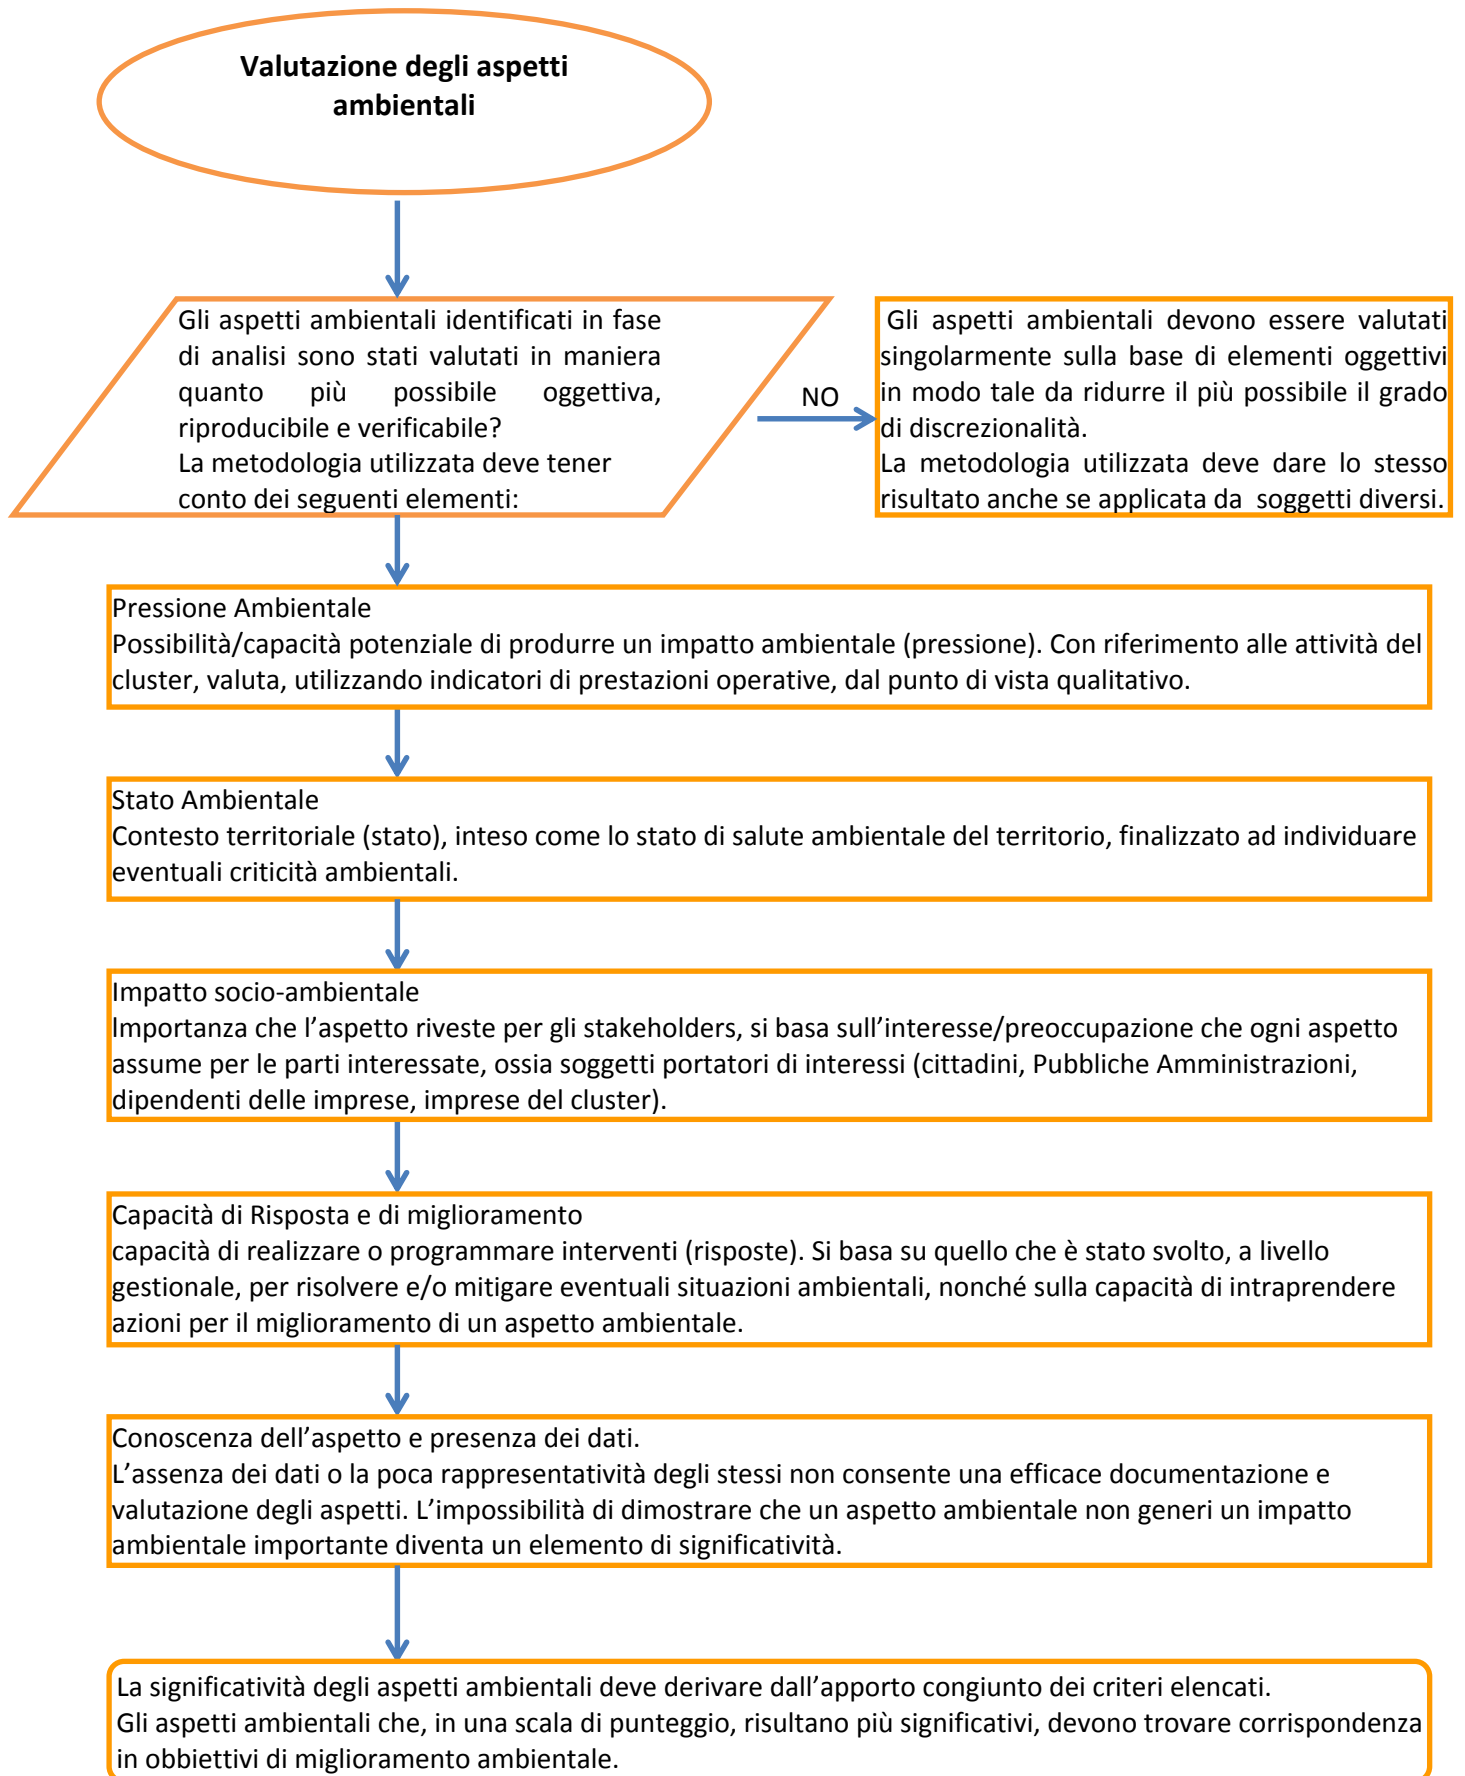 Valutazione degli aspetti
ambientali
Gli aspetti ambientali identificati in fase
di analisi sono stati valutati in maniera
quanto più possibile oggettiva,
riproducibile e verificabile?
La metodologia utilizzata deve tener
conto dei seguenti elementi:
NO
Gli aspetti ambientali devono essere valutati
singolarmente sulla base di elementi oggettivi
in modo tale da ridurre il più possibile il grado
di discrezionalità.
La metodologia utilizzata deve dare lo stesso
risultato anche se applicata da soggetti diversi.
Pressione Ambientale
Possibilità/capacità potenziale di produrre un impatto ambientale (pressione). Con riferimento alle attività del
cluster, valuta, utilizzando indicatori di prestazioni operative, dal punto di vista qualitativo.
Stato Ambientale
Contesto territoriale (stato), inteso come lo stato di salute ambientale del territorio, finalizzato ad individuare
eventuali criticità ambientali.
Impatto socio-ambientale
Importanza che l’aspetto riveste per gli stakeholders, si basa sull’interesse/preoccupazione che ogni aspetto
assume per le parti interessate, ossia soggetti portatori di interessi (cittadini, Pubbliche Amministrazioni,
dipendenti delle imprese, imprese del cluster).
Capacità di Risposta e di miglioramento
capacità di realizzare o programmare interventi (risposte). Si basa su quello che è stato svolto, a livello
gestionale, per risolvere e/o mitigare eventuali situazioni ambientali, nonché sulla capacità di intraprendere
azioni per il miglioramento di un aspetto ambientale.
Conoscenza dell’aspetto e presenza dei dati.
L’assenza dei dati o la poca rappresentatività degli stessi non consente una efficace documentazione e
valutazione degli aspetti. L’impossibilità di dimostrare che un aspetto ambientale non generi un impatto
ambientale importante diventa un elemento di significatività.
La significatività degli aspetti ambientali deve derivare dall’apporto congiunto dei criteri elencati.
Gli aspetti ambientali che, in una scala di punteggio, risultano più significativi, devono trovare corrispondenza
in obbiettivi di miglioramento ambientale.